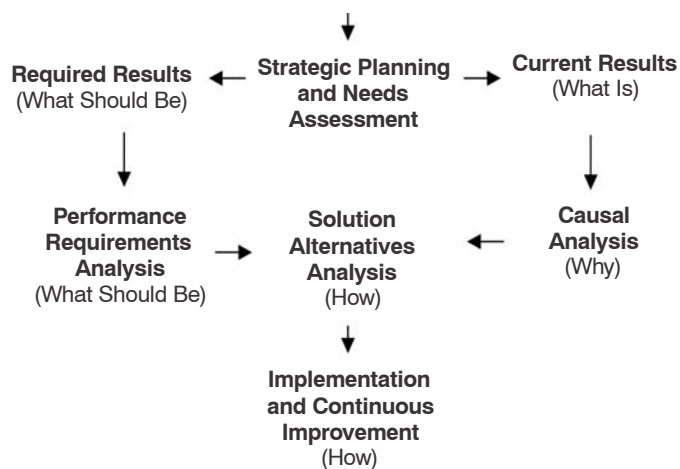 Required Results
(What Should Be)
Strategic Planning
and Needs
Assessment
Current Results
(What Is)
Performance
Requirements
Analysis
(What Should Be)
Solution
Alternatives
Analysis
(How)
Causal
Analysis
(Why)
Implementation
and Continuous
Improvement
(How)